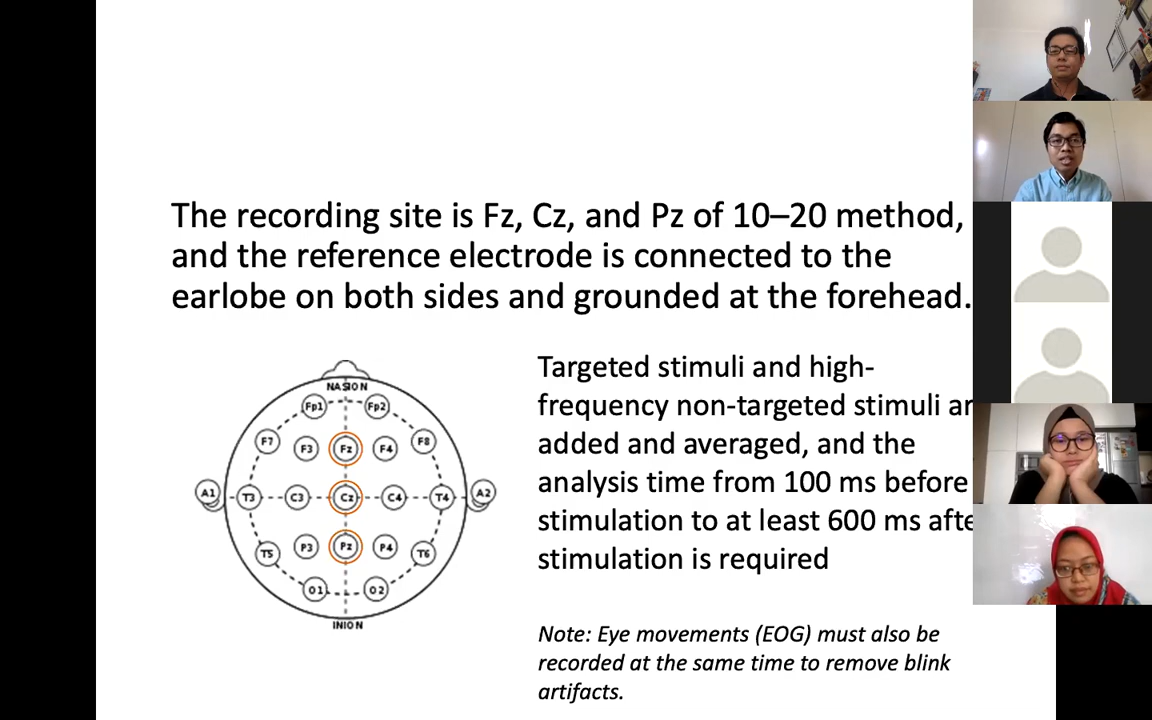 The recording site is Fz, Cz, and Pz of 10–20 method,
and the reference electrode is connected to the
earlobe on both sides and grounded at the forehead.
Targeted stimuli and high-
frequency non-targeted stimuli ar
added and averaged, and the
analysis time from 100 ms before
stimulation to at least 600 ms afte
stimulation is required
Note: Eye movements (EOG) must also be
recorded at the same time to remove blink
artifacts.
NASION
Fp1 Fp2
F7 F3 Fz F4 F8
A1 T3 C3 Cz C4 T4 A2
T5 P3 Pz P4 T6
O1 O2
INION